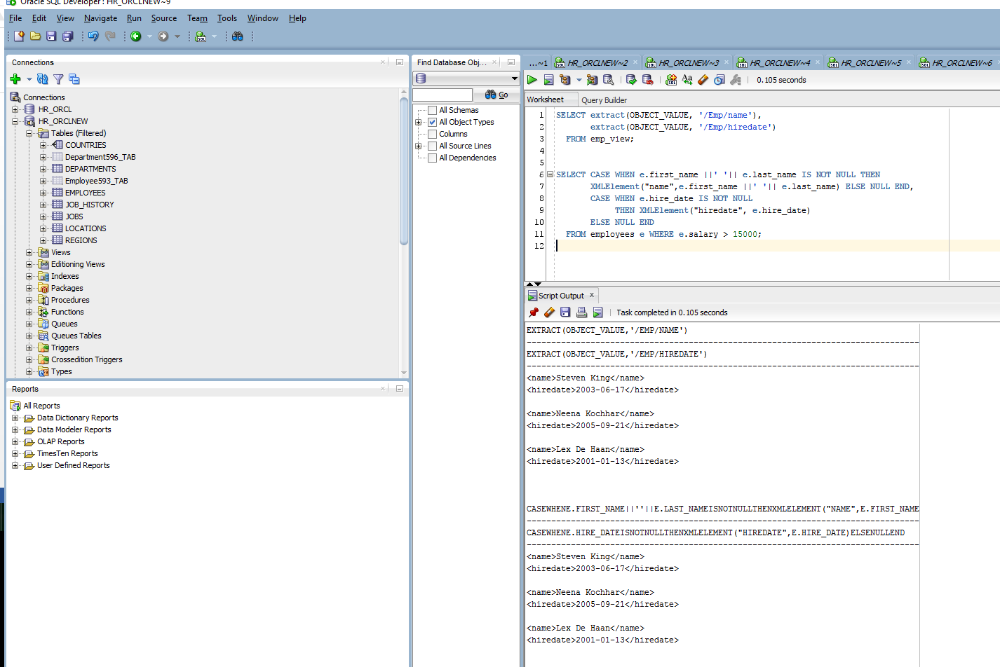 Oracle SQL Developer : HR_ORCLNEW~9
File Edit View Navigate Run Source Team Tools Window Help
Connections
Connections
HR_ORCL
HR_ORCLNEW
Tables (Filtered)
COUNTRIES
Department596_TAB
DEPARTMENTS
Employee593_TAB
EMPLOYEES
JOB_HISTORY
JOBS
LOCATIONS
REGIONS
Views
Editioning Views
Indexes
Packages
Procedures
Functions
Queues
Queues Tables
Triggers
Crossedition Triggers
Types
Reports
All Reports
Data Dictionary Reports
Data Modeler Reports
OLAP Reports
TimesTen Reports
User Defined Reports
Find Database Obj...
Go
All Schemas
All Object Types
Columns
All Source Lines
All Dependencies
...~1 HR_ORCLNEW~2 HR_ORCLNEW~3 HR_ORCLNEW~4 HR_ORCLNEW~5 HR_ORCLNEW~6
0.105 seconds
Worksheet Query Builder
1 SELECT extract(OBJECT_VALUE, '/Emp/name'),
2 extract(OBJECT_VALUE, '/Emp/hiredate')
3 FROM emp_view;
4
5
6 SELECT CASE WHEN e.first_name ||' '|| e.last_name IS NOT NULL THEN
7 XMLElement("name",e.first_name ||' '|| e.last_name) ELSE NULL END,
8 CASE WHEN e.hire_date IS NOT NULL
9 THEN XMLElement("hiredate", e.hire_date)
10 ELSE NULL END
11 FROM employees e WHERE e.salary > 15000;
12
Script Output x
Task completed in 0.105 seconds
EXTRACT(OBJECT_VALUE,'/EMP/NAME')
--------------------------------------------------------------------------------
EXTRACT(OBJECT_VALUE,'/EMP/HIREDATE')
--------------------------------------------------------------------------------
<name>Steven King</name>
<hiredate>2003-06-17</hiredate>
<name>Neena Kochhar</name>
<hiredate>2005-09-21</hiredate>
<name>Lex De Haan</name>
<hiredate>2001-01-13</hiredate>
CASEWHENE.FIRST_NAME||''||E.LAST_NAMEISNOTNULLTHENXMLELEMENT("NAME",E.FIRST_NAME
--------------------------------------------------------------------------------
CASEWHENE.HIRE_DATEISNOTNULLTHENXMLELEMENT("HIREDATE",E.HIRE_DATE)ELSENULLEND
--------------------------------------------------------------------------------
<name>Steven King</name>
<hiredate>2003-06-17</hiredate>
<name>Neena Kochhar</name>
<hiredate>2005-09-21</hiredate>
<name>Lex De Haan</name>
<hiredate>2001-01-13</hiredate>